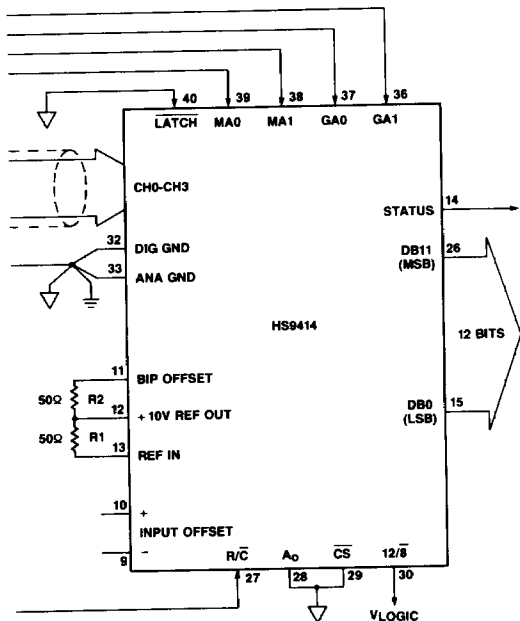 40 39 38 37 36
L̅A̅T̅C̅H̅ MA0 MA1 GA0 GA1
CH0-CH3
14
STATUS
32
DIG GND
26
DB11
(MSB)
33
ANA GND
HS9414
12 BITS
11
BIP OFFSET
50Ω R2
12
+ 10V REF OUT
15
DB0
(LSB)
50Ω R1
13
REF IN
10
+
INPUT OFFSET
9
−
R/C̅ A₀ C̅S̅ 12/8̅
27 28 29 30
VLOGIC